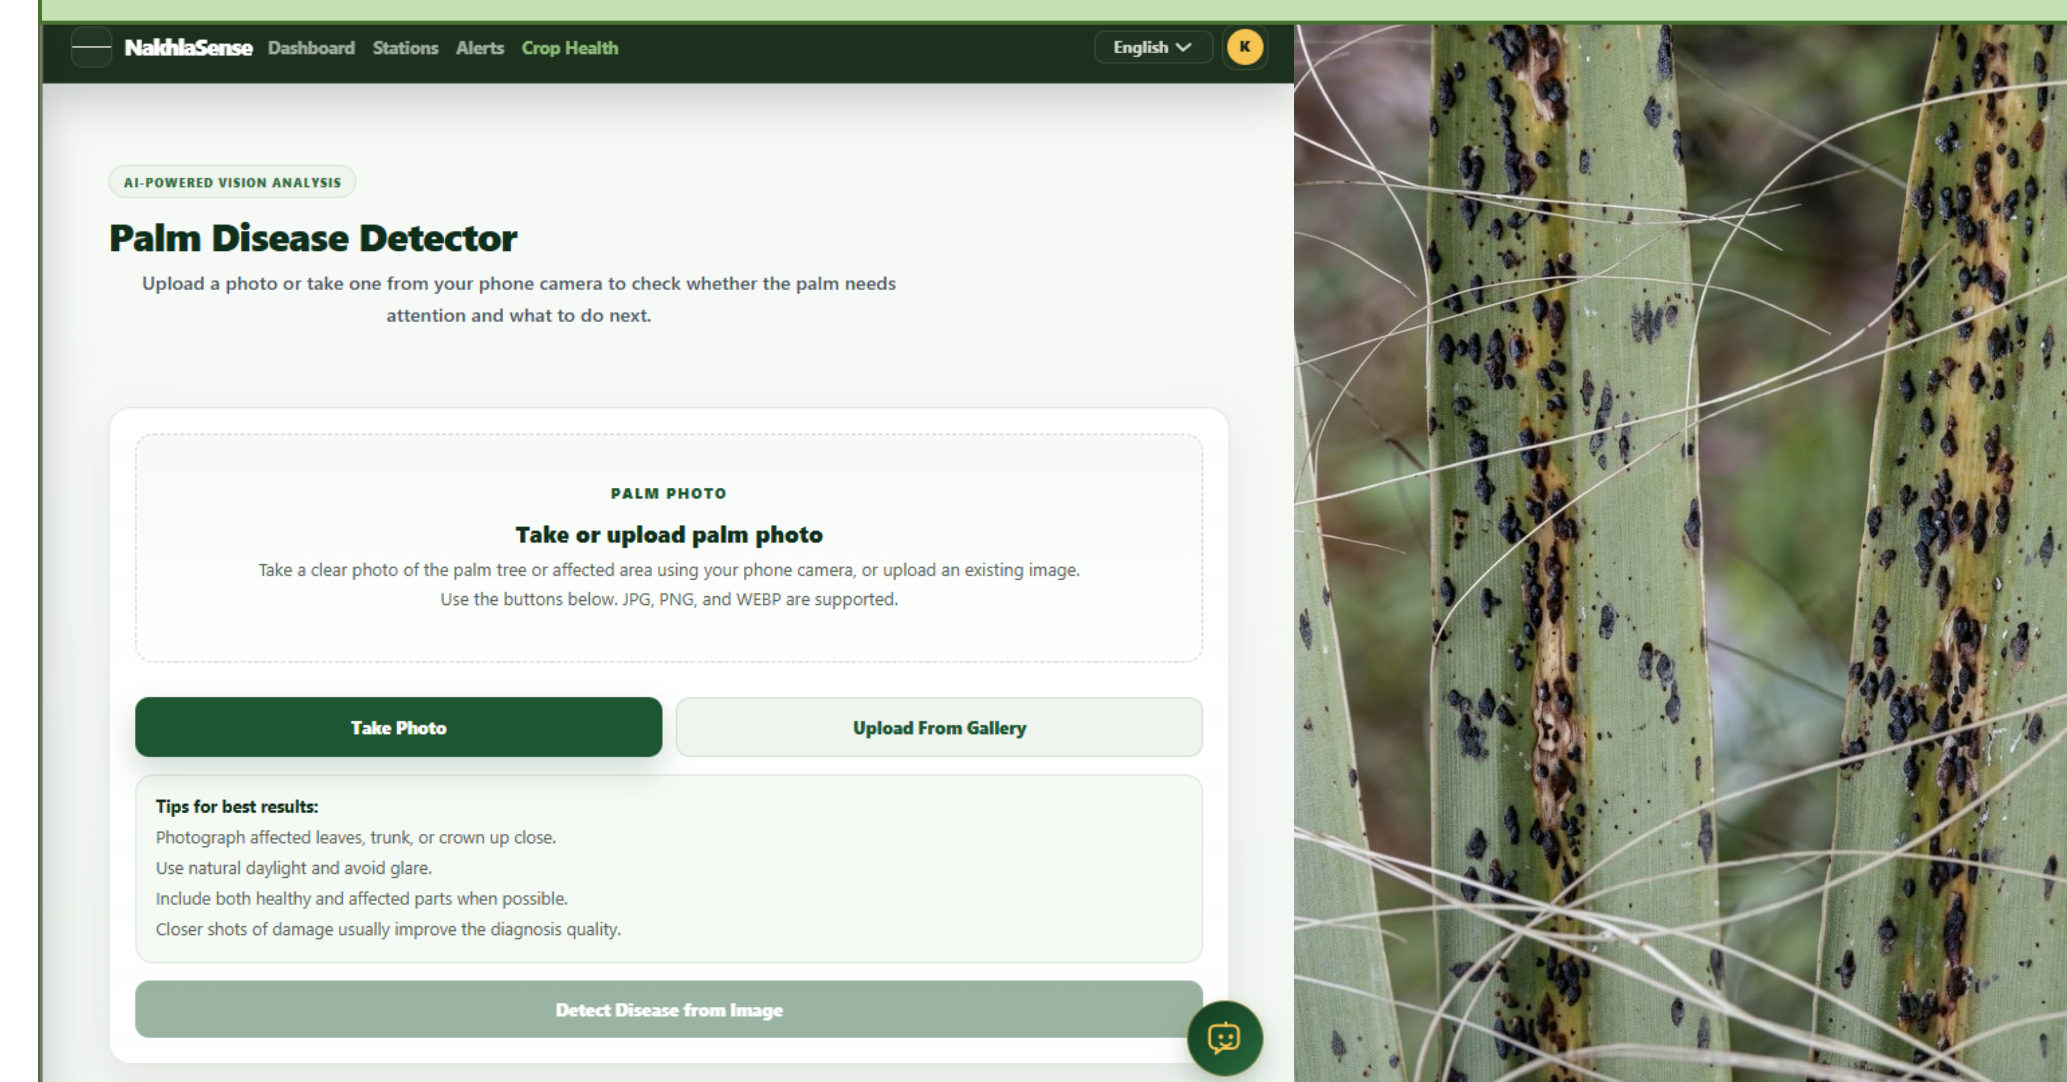 NakhlaSense Dashboard Stations Alerts Crop Health English K
AI-POWERED VISION ANALYSIS
Palm Disease Detector
Upload a photo or take one from your phone camera to check whether the palm needs
attention and what to do next.
PALM PHOTO
Take or upload palm photo
Take a clear photo of the palm tree or affected area using your phone camera, or upload an existing image.
Use the buttons below. JPG, PNG, and WEBP are supported.
Take Photo
Upload From Gallery
Tips for best results:
Photograph affected leaves, trunk, or crown up close.
Use natural daylight and avoid glare.
Include both healthy and affected parts when possible.
Closer shots of damage usually improve the diagnosis quality.
Detect Disease from Image